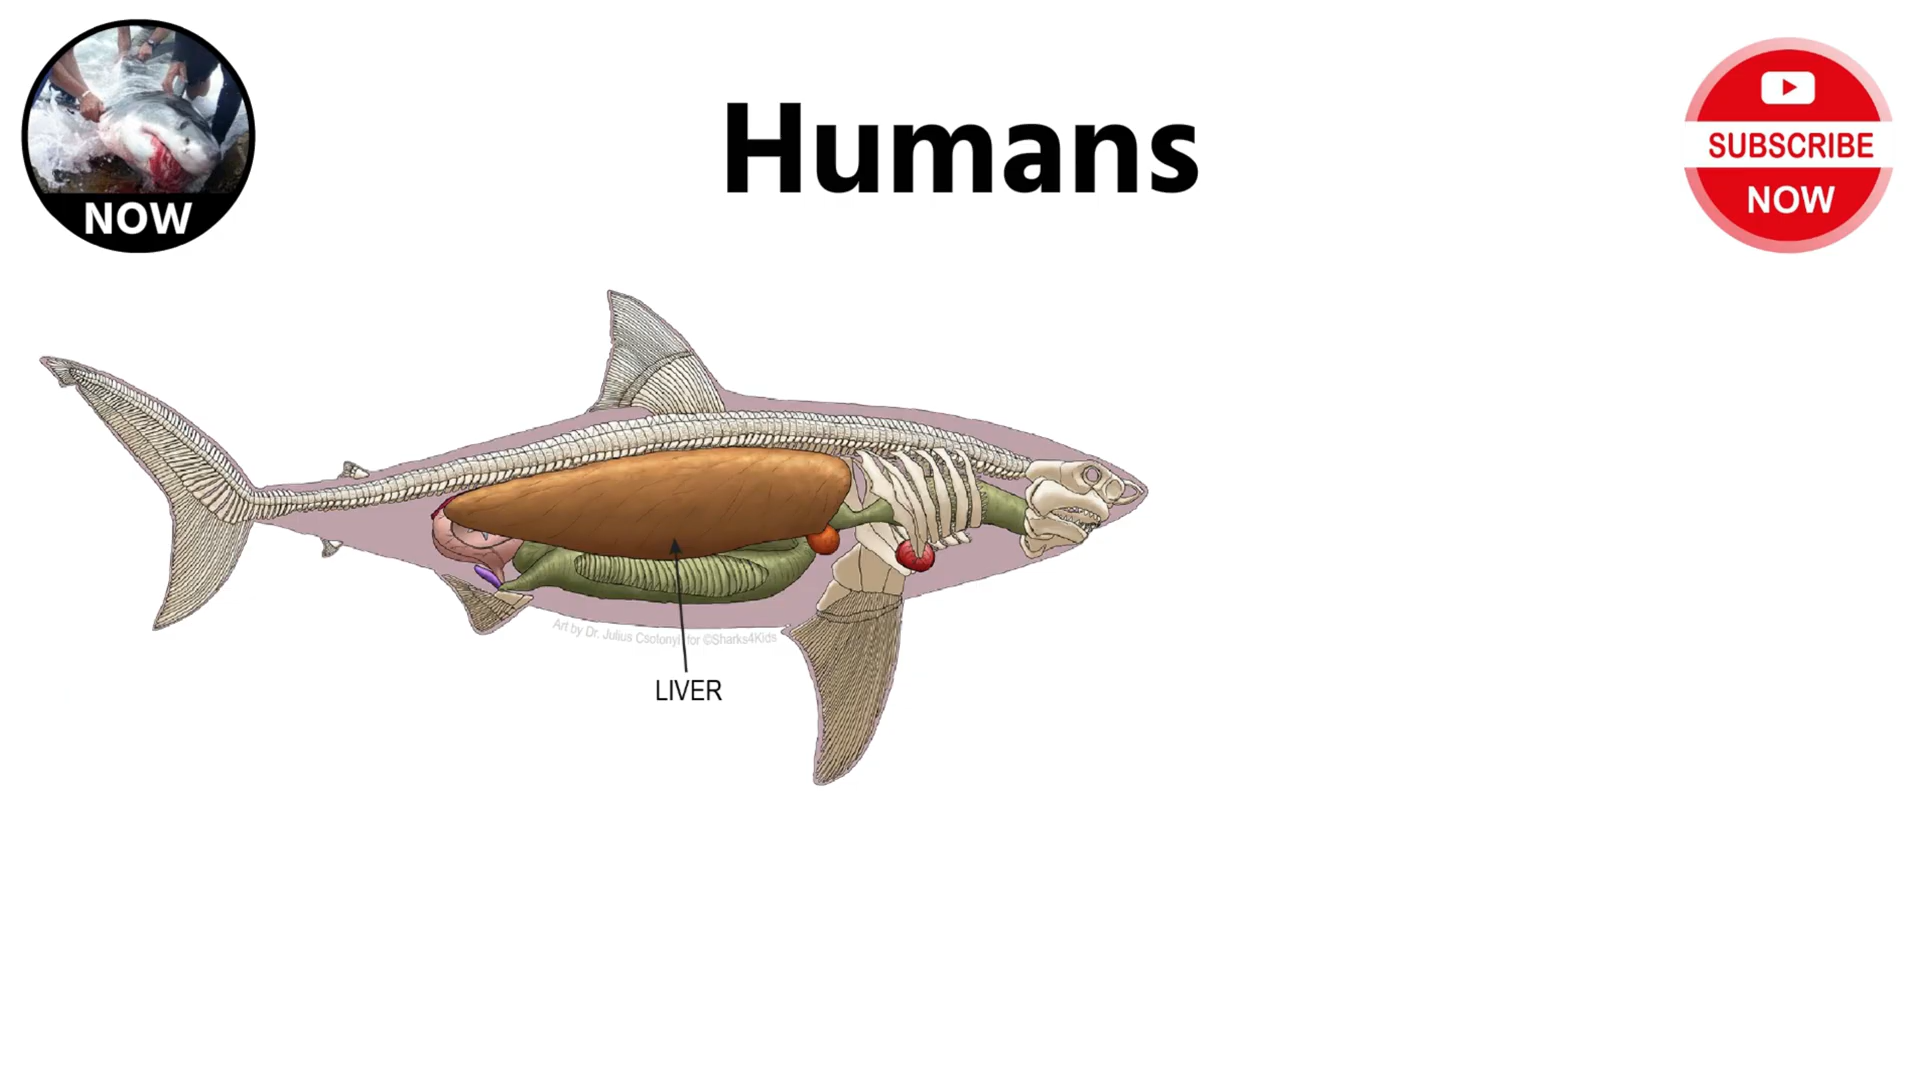 NOW
Humans
SUBSCRIBE
NOW
Art by Dr. Julius Csotonyi for ©Sharks4Kids
LIVER